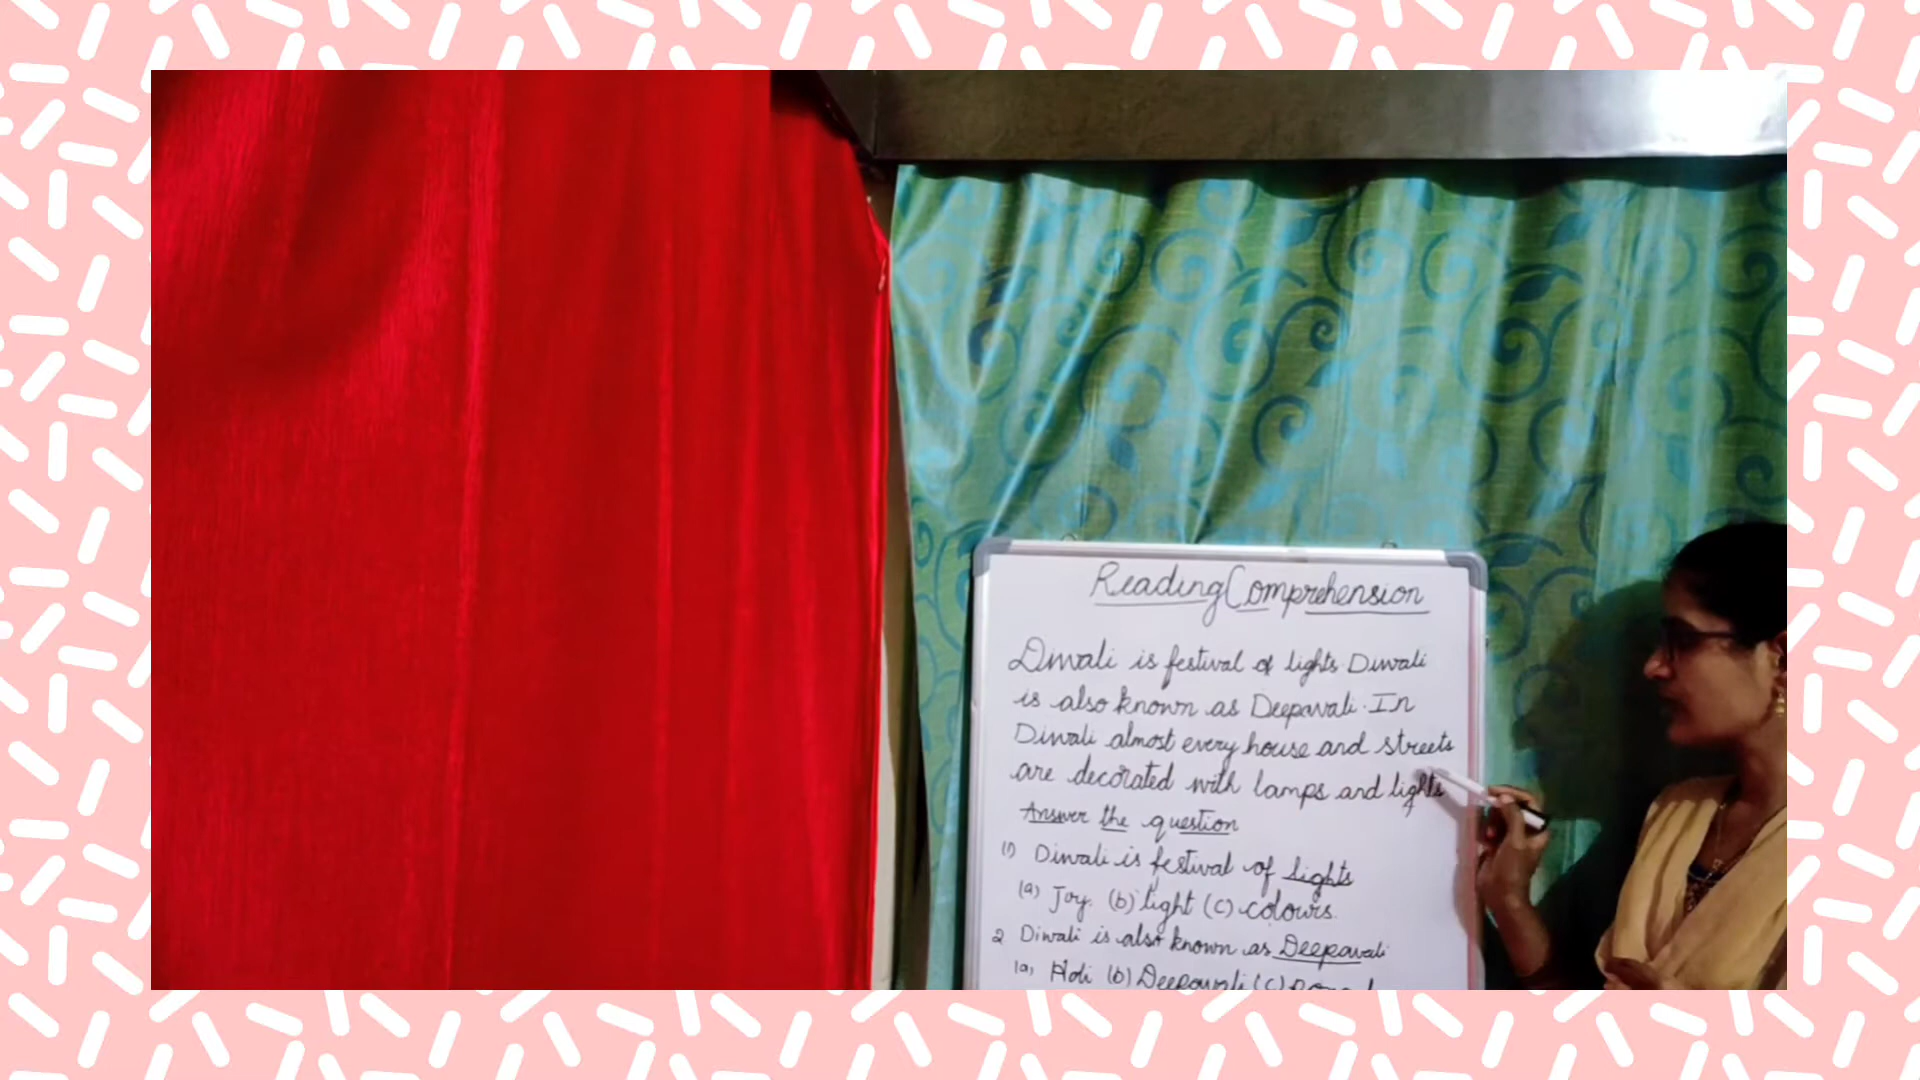 Reading Comprehension
Diwali is festival of lights. Diwali
is also known as Deepavali. In
Diwali almost every house and streets
are decorated with lamps and lights
Answer the question
(1) Diwali is festival of lights
(a) Joy. (b) light (c) colours.
2 Diwali is also known as Deepavali
(a) Holi (b) Deepavali (c)